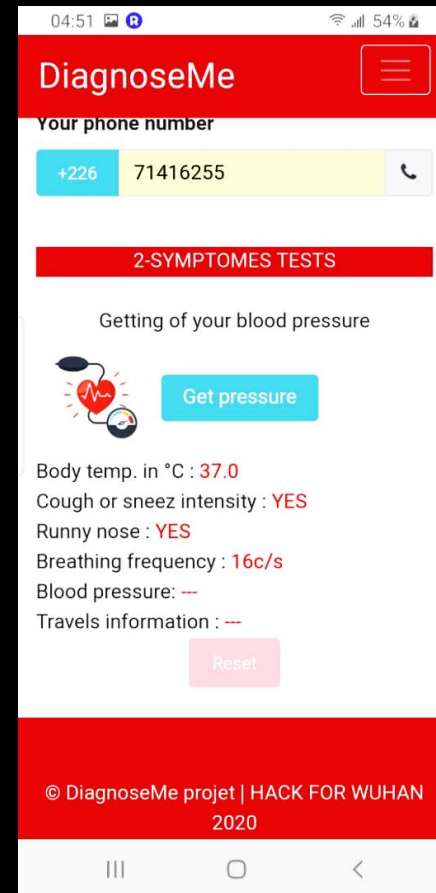 04:51 R 54%
DiagnoseMe
Your phone number
+226 71416255
2-SYMPTOMES TESTS
Getting of your blood pressure
Get pressure
Body temp. in °C : 37.0
Cough or sneez intensity : YES
Runny nose : YES
Breathing frequency : 16c/s
Blood pressure: ---
Travels information : ---
Reset
© DiagnoseMe projet | HACK FOR WUHAN
2020